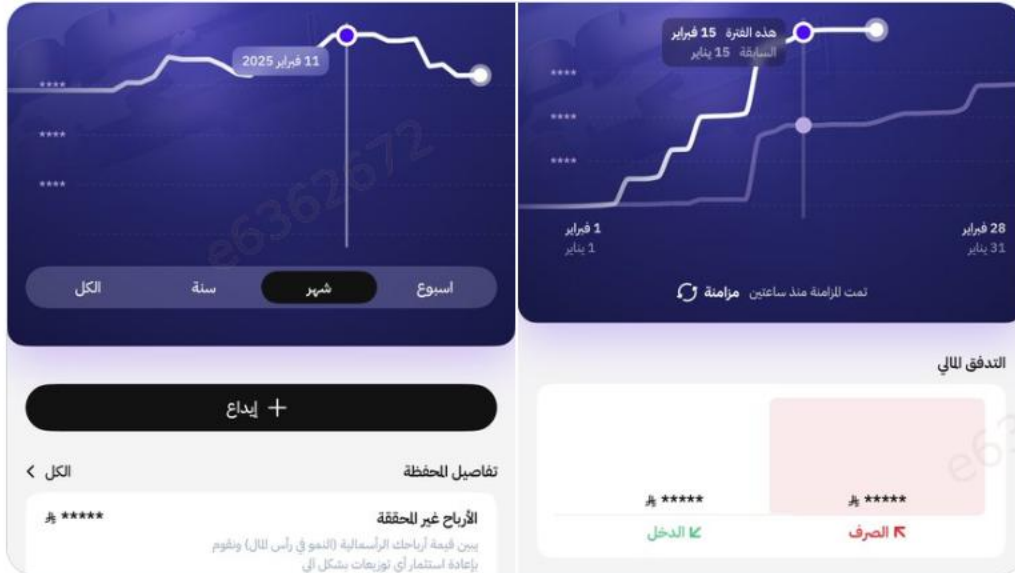 هذه الفترة 15 فبراير
السابقة 15 يناير
****
****
****
1 فبراير
1 يناير
28 فبراير
31 يناير
تمت المزامنة منذ ساعتين مزامنة
التدفق المالي
***** ⃁
الصرف
***** ⃁
الدخل
e63
11 فبراير 2025
****
****
****
e6362672
اسبوع
شهر
سنة
الكل
+ إيداع
تفاصيل المحفظة
الكل >
الأرباح غير المحققة
***** ⃁
يبين قيمة أرباحك الرأسمالية (النمو في رأس المال) ونقوم
بإعادة استثمار أي توزيعات بشكل الي